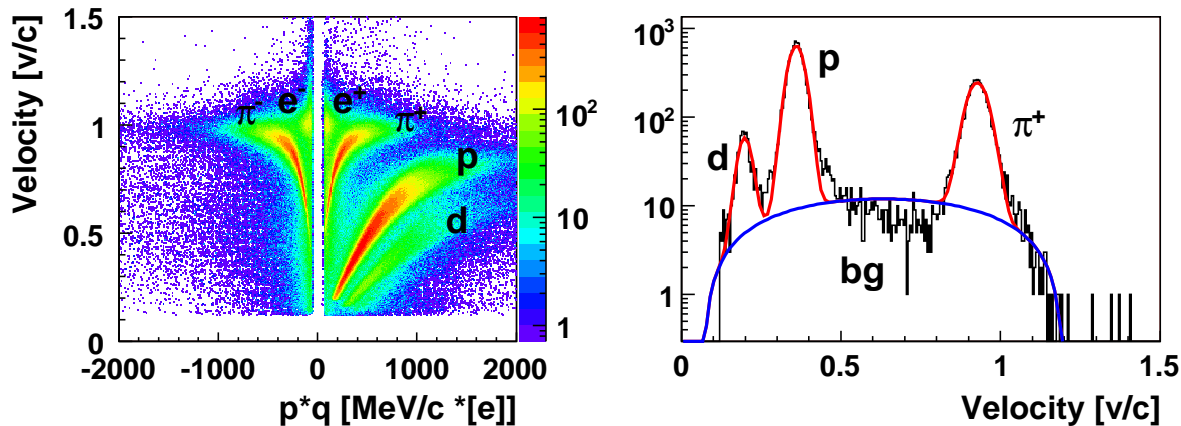 Velocity [v/c]
1.5
1
0.5
0
-2000 -1000 0 1000 2000
p*q [MeV/c *[e]]
π⁻ e⁻ e⁺ π⁺
p
d
10²
10
1
10³
10²
10
1
0 0.5 1 1.5
Velocity [v/c]
d
p
π⁺
bg